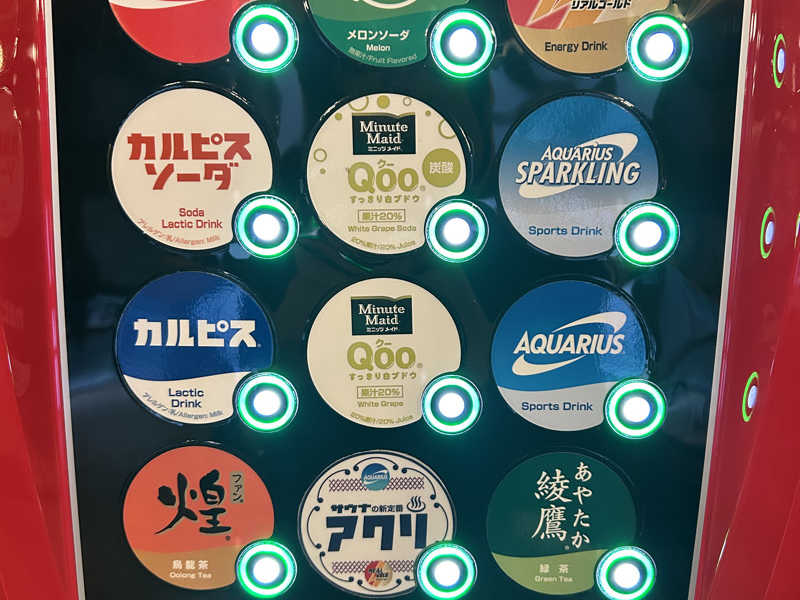 メロンソーダ
Melon
無果汁/Fruit Flavored
リアルゴールド
Energy Drink
カルピス
ソーダ
Soda
Lactic Drink
アレルゲン:乳/Allergen: Milk
Minute
Maid
ミニッツ メイド
クー
Qoo®
炭酸
すっきり白ブドウ
果汁20%
White Grape Soda
20%果汁/20% Juice
AQUARIUS
SPARKLING
Sports Drink
カルピス®
Lactic
Drink
アレルゲン:乳/Allergen: Milk
Minute
Maid
ミニッツ メイド
クー
Qoo®
すっきり白ブドウ
果汁20%
White Grape
20%果汁/20% Juice
AQUARIUS
Sports Drink
煌
ファン®
烏龍茶
Oolong Tea
AQUARIUS
サウナの新定番
アクリ
REAL GOLD
あやたか
綾鷹®
緑茶
Green Tea